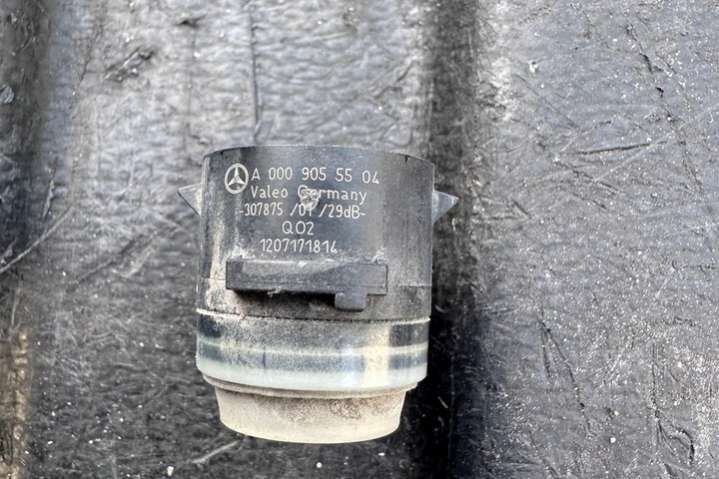 A 000 905 55 04
Valeo Germany
-307875 /01 /29dB-
Q02
1207171814